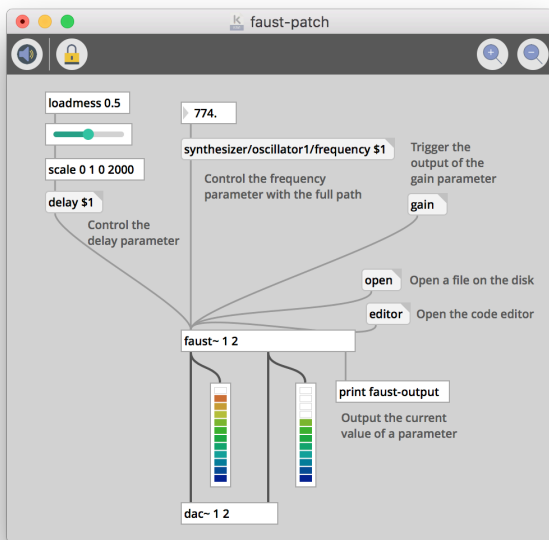 faust-patch
loadmess 0.5
774.
synthesizer/oscillator1/frequency $1
Trigger the
output of the
gain parameter
scale 0 1 0 2000
Control the frequency
parameter with the full path
delay $1
gain
Control the
delay parameter
open
Open a file on the disk
editor
Open the code editor
faust~ 1 2
print faust-output
Output the current
value of a parameter
dac~ 1 2